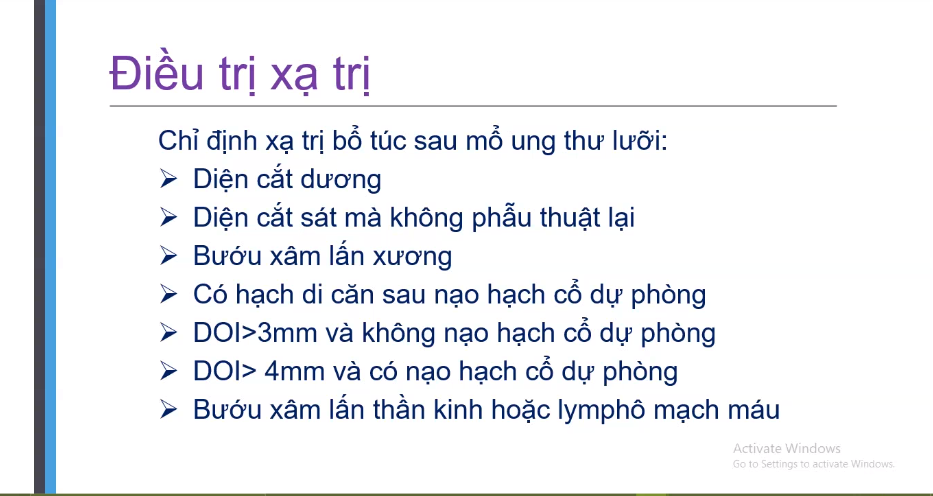 Điều trị xạ trị
Chỉ định xạ trị bổ túc sau mổ ung thư lưỡi:
➢ Diện cắt dương
➢ Diện cắt sát mà không phẫu thuật lại
➢ Bướu xâm lấn xương
➢ Có hạch di căn sau nạo hạch cổ dự phòng
➢ DOI>3mm và không nạo hạch cổ dự phòng
➢ DOI> 4mm và có nạo hạch cổ dự phòng
➢ Bướu xâm lấn thần kinh hoặc lymphô mạch máu
Activate Windows
Go to Settings to activate Windows.